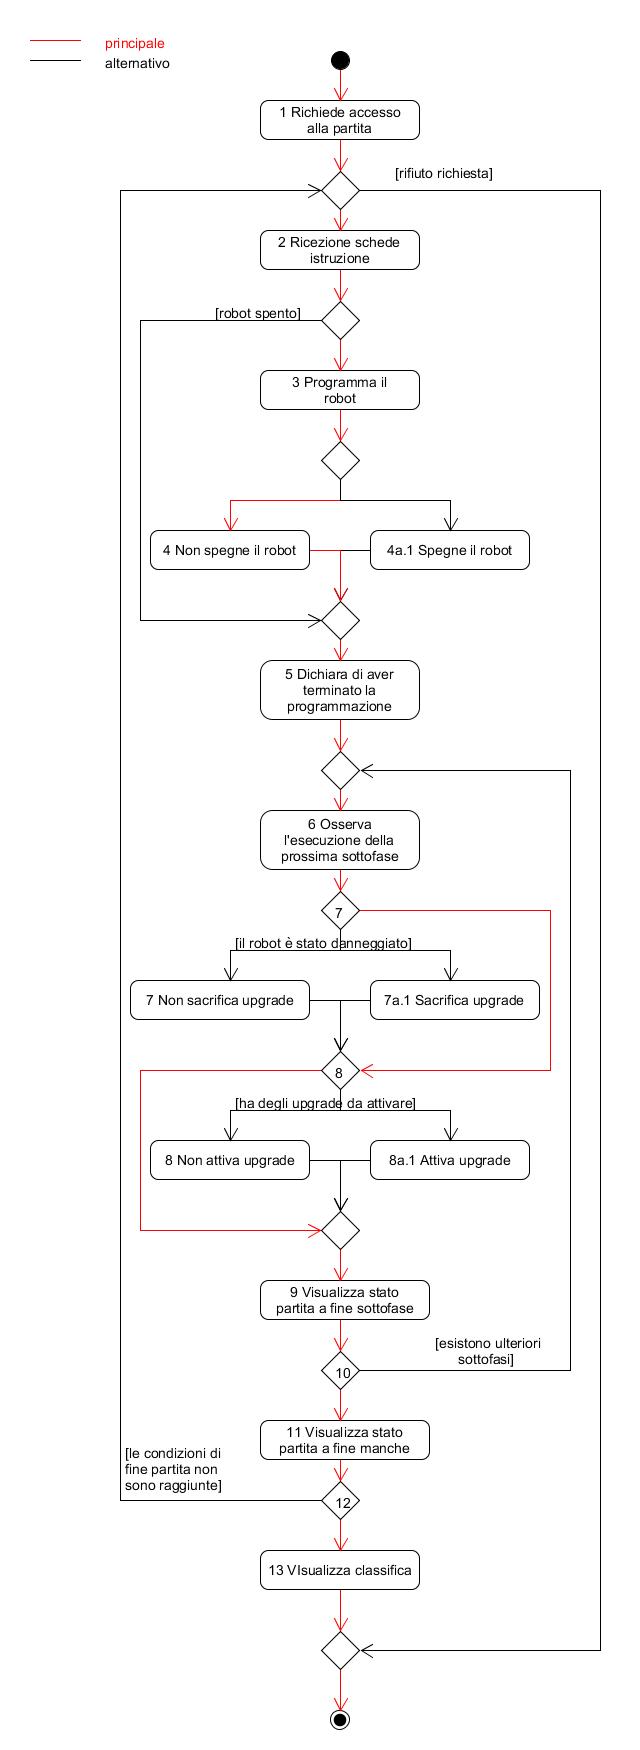 principale
alternativo
1 Richiede accesso
alla partita
[rifiuto richiesta]
2 Ricezione schede
istruzione
[robot spento]
3 Programma il
robot
4 Non spegne il robot
4a.1 Spegne il robot
5 Dichiara di aver
terminato la
programmazione
6 Osserva
l'esecuzione della
prossima sottofase
7
[il robot è stato danneggiato]
7 Non sacrifica upgrade
7a.1 Sacrifica upgrade
8
[ha degli upgrade da attivare]
8 Non attiva upgrade
8a.1 Attiva upgrade
9 Visualizza stato
partita a fine sottofase
[esistono ulteriori
sottofasi]
10
11 Visualizza stato
partita a fine manche
[le condizioni di
fine partita non
sono raggiunte]
12
13 VIsualizza classifica